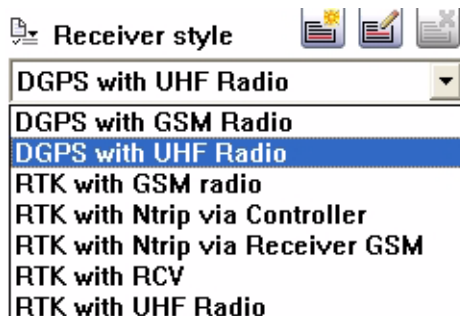 Receiver style
DGPS with UHF Radio
DGPS with GSM Radio
DGPS with UHF Radio
RTK with GSM radio
RTK with Ntrip via Controller
RTK with Ntrip via Receiver GSM
RTK with RCV
RTK with UHF Radio